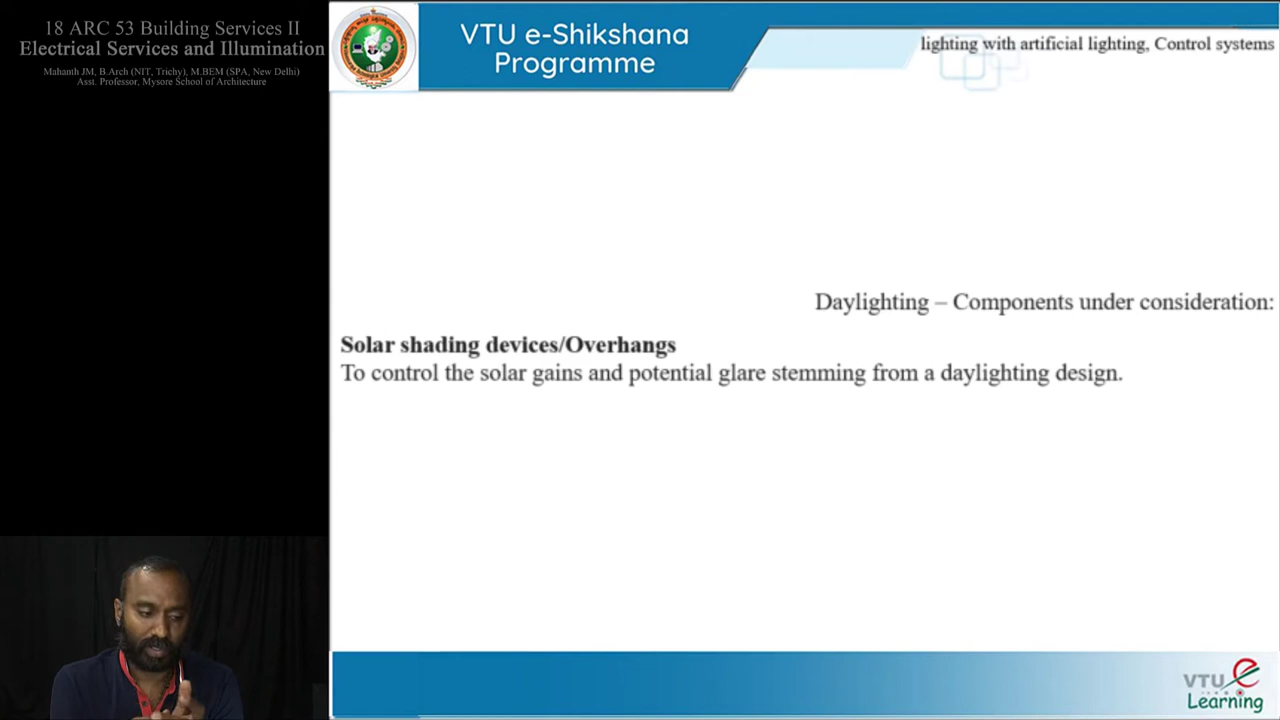 18 ARC 53 Building Services II
Electrical Services and Illumination
Mahanth JM, B.Arch (NIT, Trichy), M.BEM (SPA, New Delhi)
Asst. Professor, Mysore School of Architecture
VTU e-Shikshana
Programme
lighting with artificial lighting, Control systems
Daylighting – Components under consideration:
Solar shading devices/Overhangs
To control the solar gains and potential glare stemming from a daylighting design.
VTU e
Learning